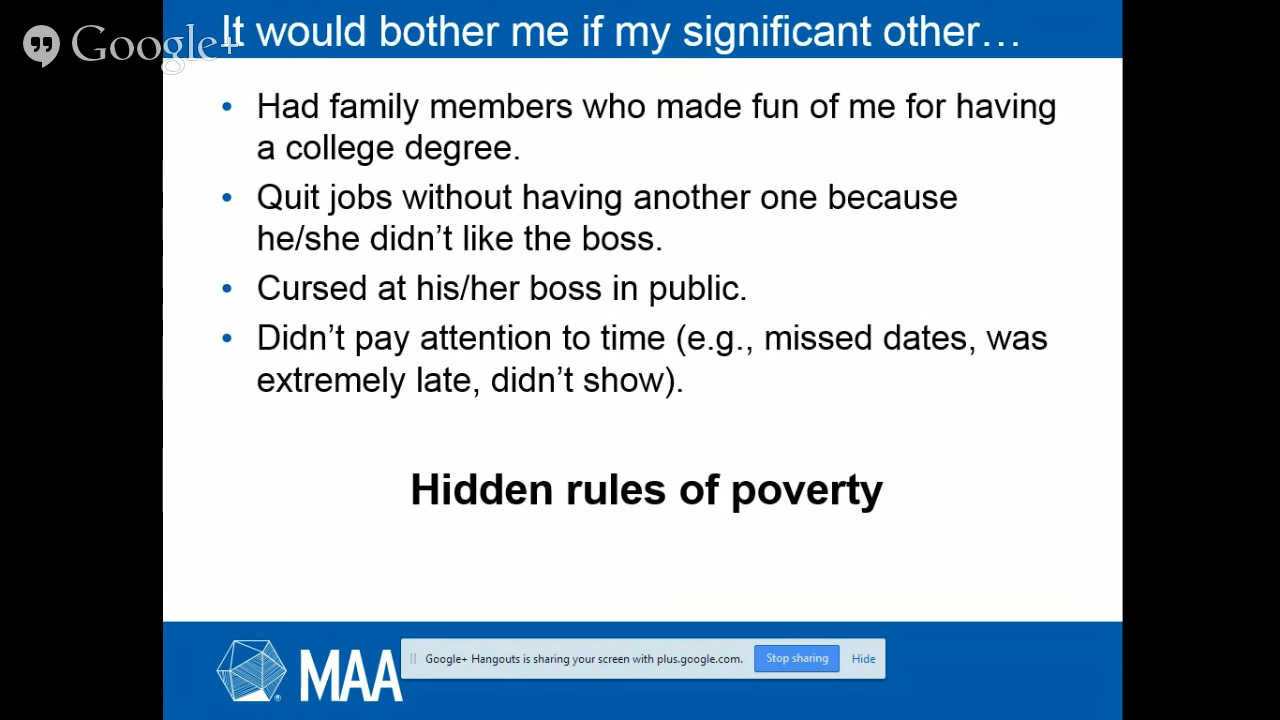 Google+
It would bother me if my significant other…
• Had family members who made fun of me for having
a college degree.
• Quit jobs without having another one because
he/she didn’t like the boss.
• Cursed at his/her boss in public.
• Didn’t pay attention to time (e.g., missed dates, was
extremely late, didn’t show).
Hidden rules of poverty
MAA
Google+ Hangouts is sharing your screen with plus.google.com. Stop sharing Hide